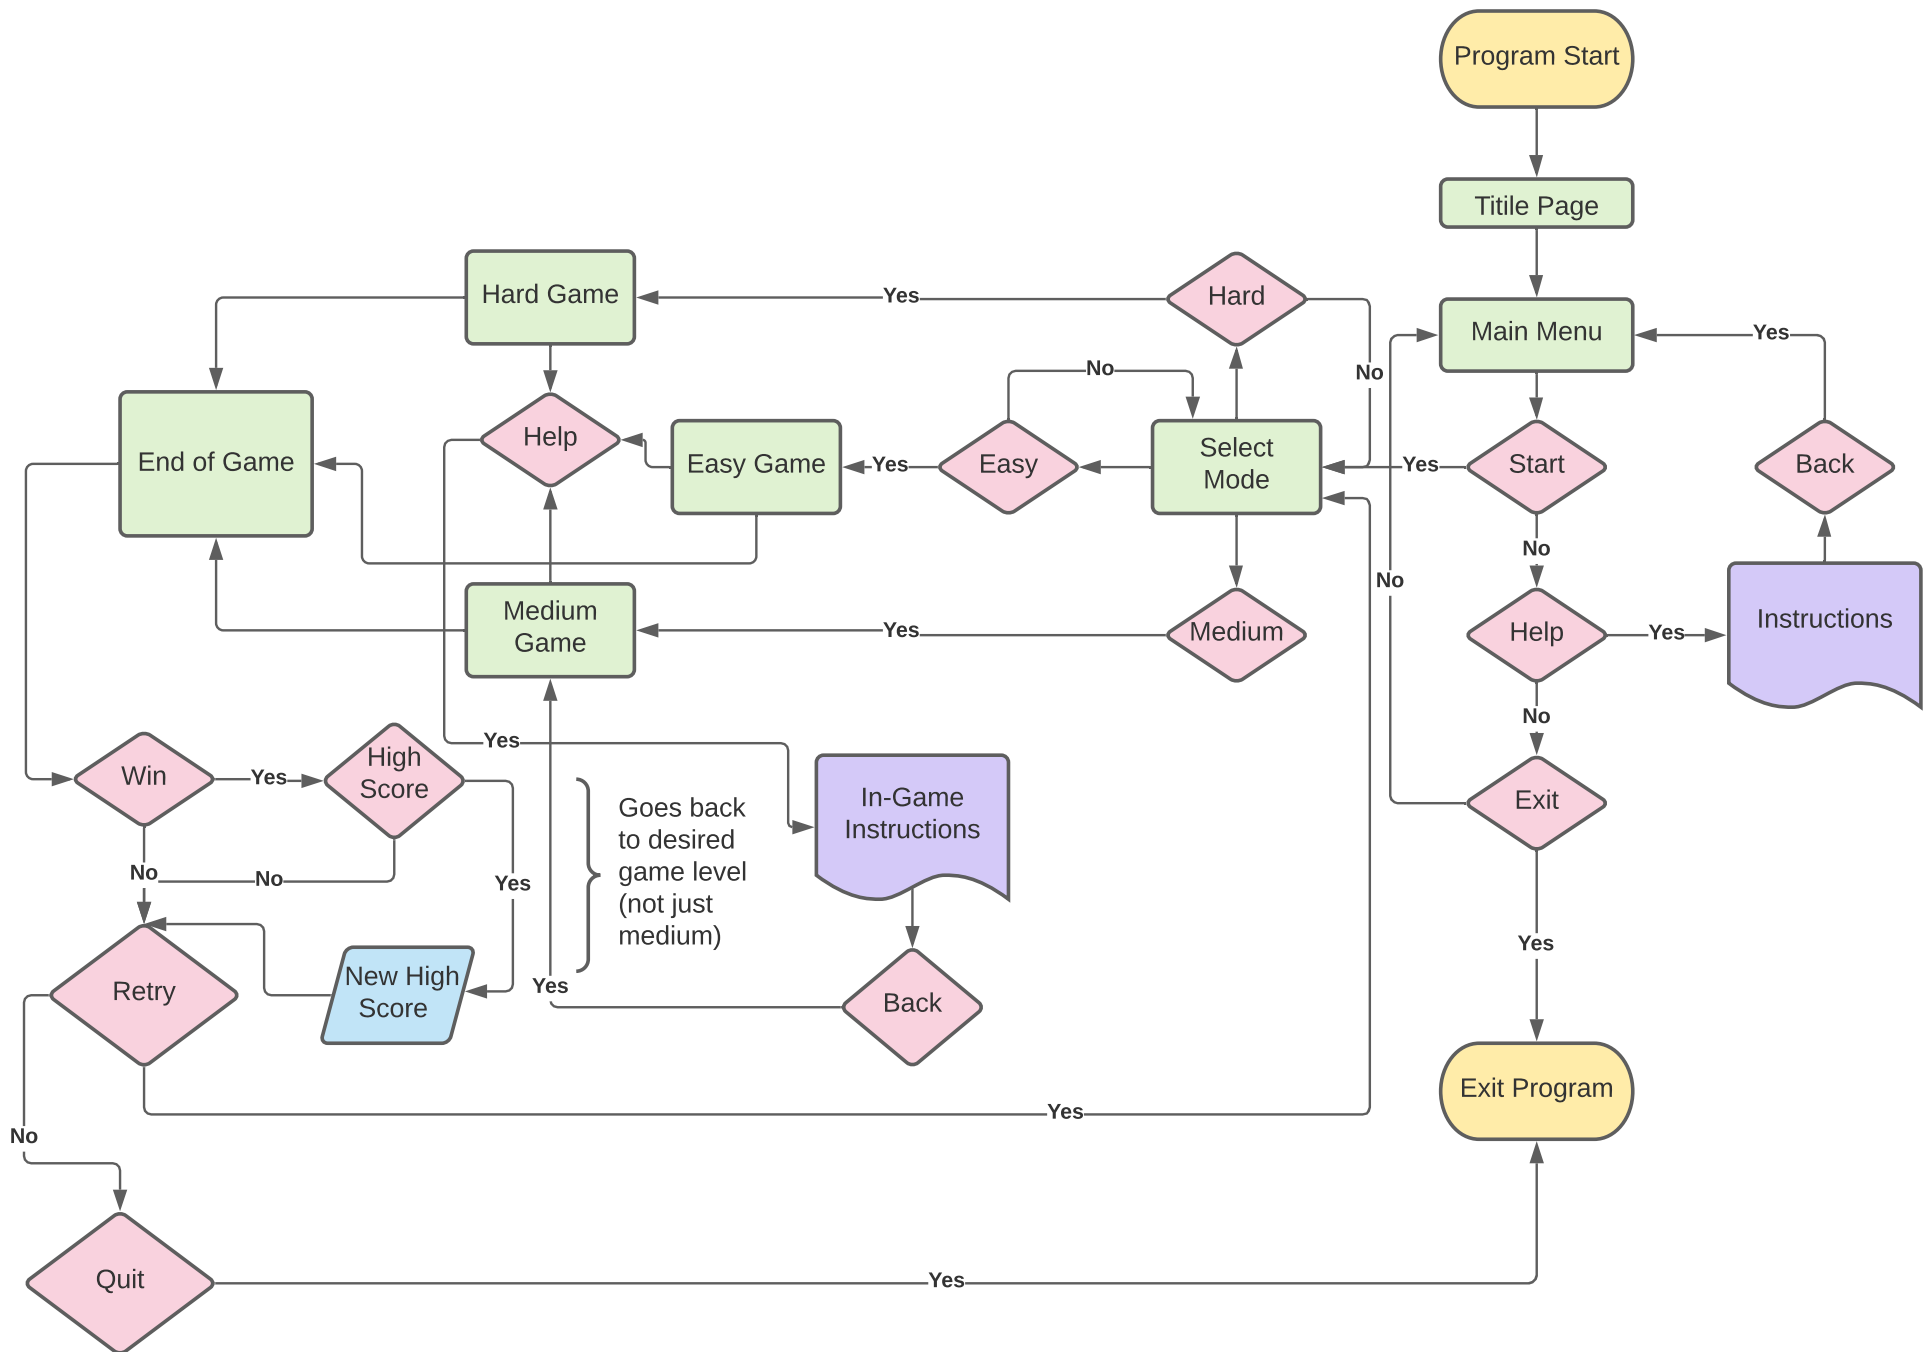 Program Start
Titile Page
Main Menu
Hard Game
Yes
Hard
Yes
No
No
End of Game
Help
Easy Game
Yes
Easy
Select
Mode
Yes
Start
Back
No
No
Medium
Game
Yes
Medium
Help
Yes
Instructions
No
Yes
Win
Yes
High
Score
Goes back
to desired
game level
(not just
medium)
In-Game
Instructions
Exit
No
No
Yes
Yes
Retry
New High
Score
Yes
Back
Exit Program
Yes
No
Quit
Yes